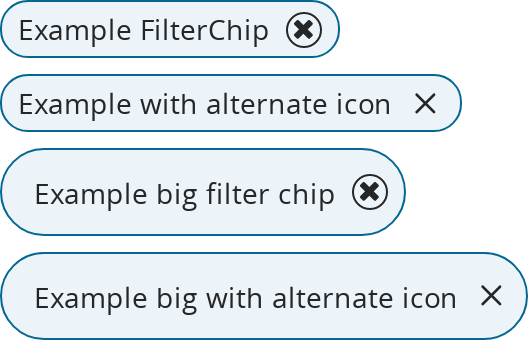 Example FilterChip
Example with alternate icon
Example big filter chip
Example big with alternate icon